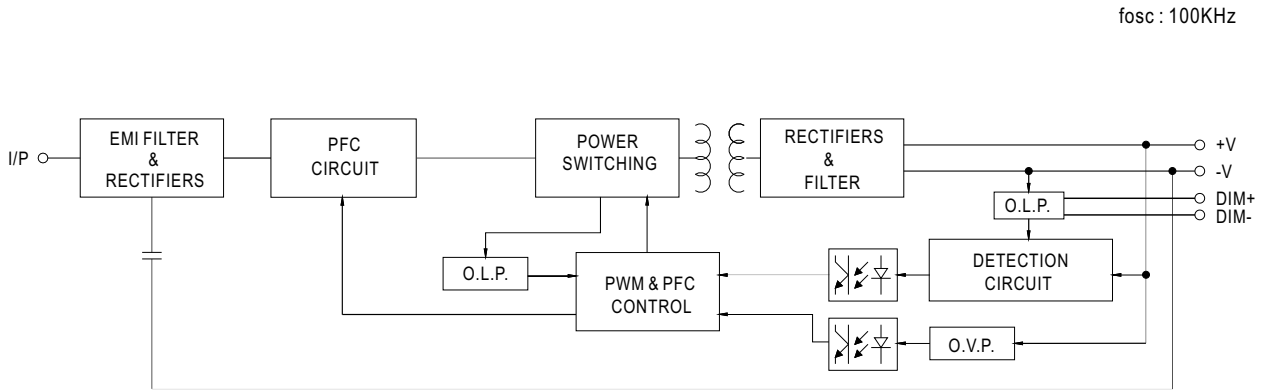 fosc : 100KHz
I/P
EMI FILTER
&
RECTIFIERS
PFC
CIRCUIT
POWER
SWITCHING
RECTIFIERS
&
FILTER
+V
-V
DIM+
DIM-
O.L.P.
O.L.P.
PWM & PFC
CONTROL
DETECTION
CIRCUIT
O.V.P.